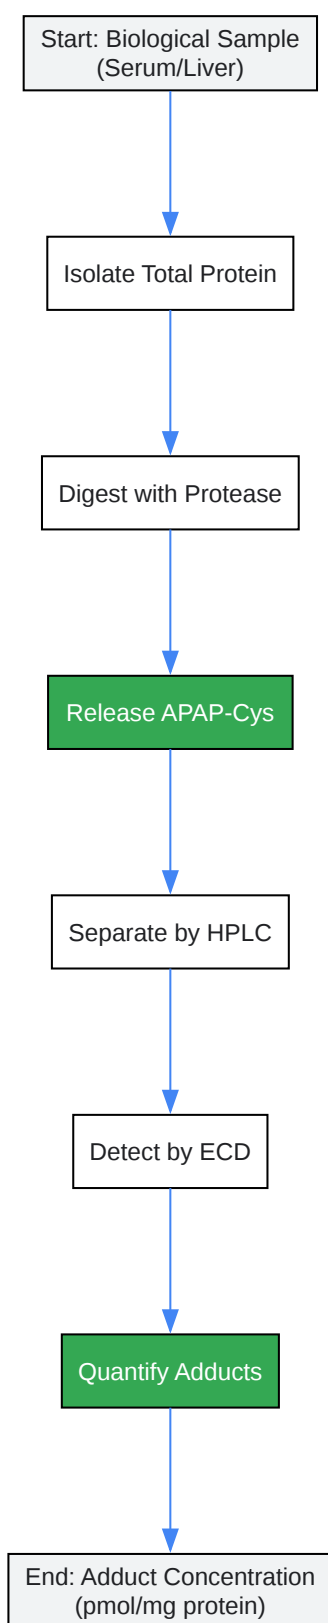 Start: Biological Sample
(Serum/Liver)
Isolate Total Protein
Digest with Protease
Release APAP-Cys
Separate by HPLC
Detect by ECD
Quantify Adducts
End: Adduct Concentration
(pmol/mg protein)